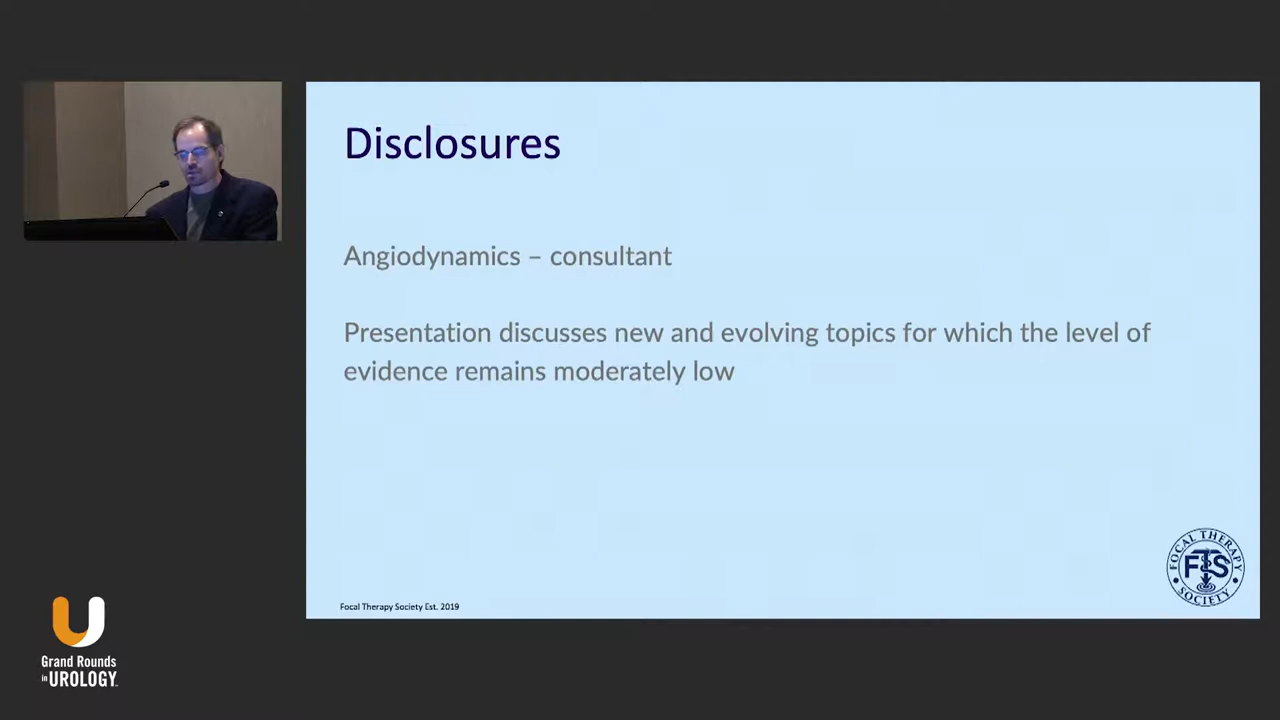 Disclosures
Angiodynamics – consultant
Presentation discusses new and evolving topics for which the level of
evidence remains moderately low
FOCAL THERAPY
FTS
SOCIETY
Focal Therapy Society Est. 2019
Grand Rounds
in UROLOGY